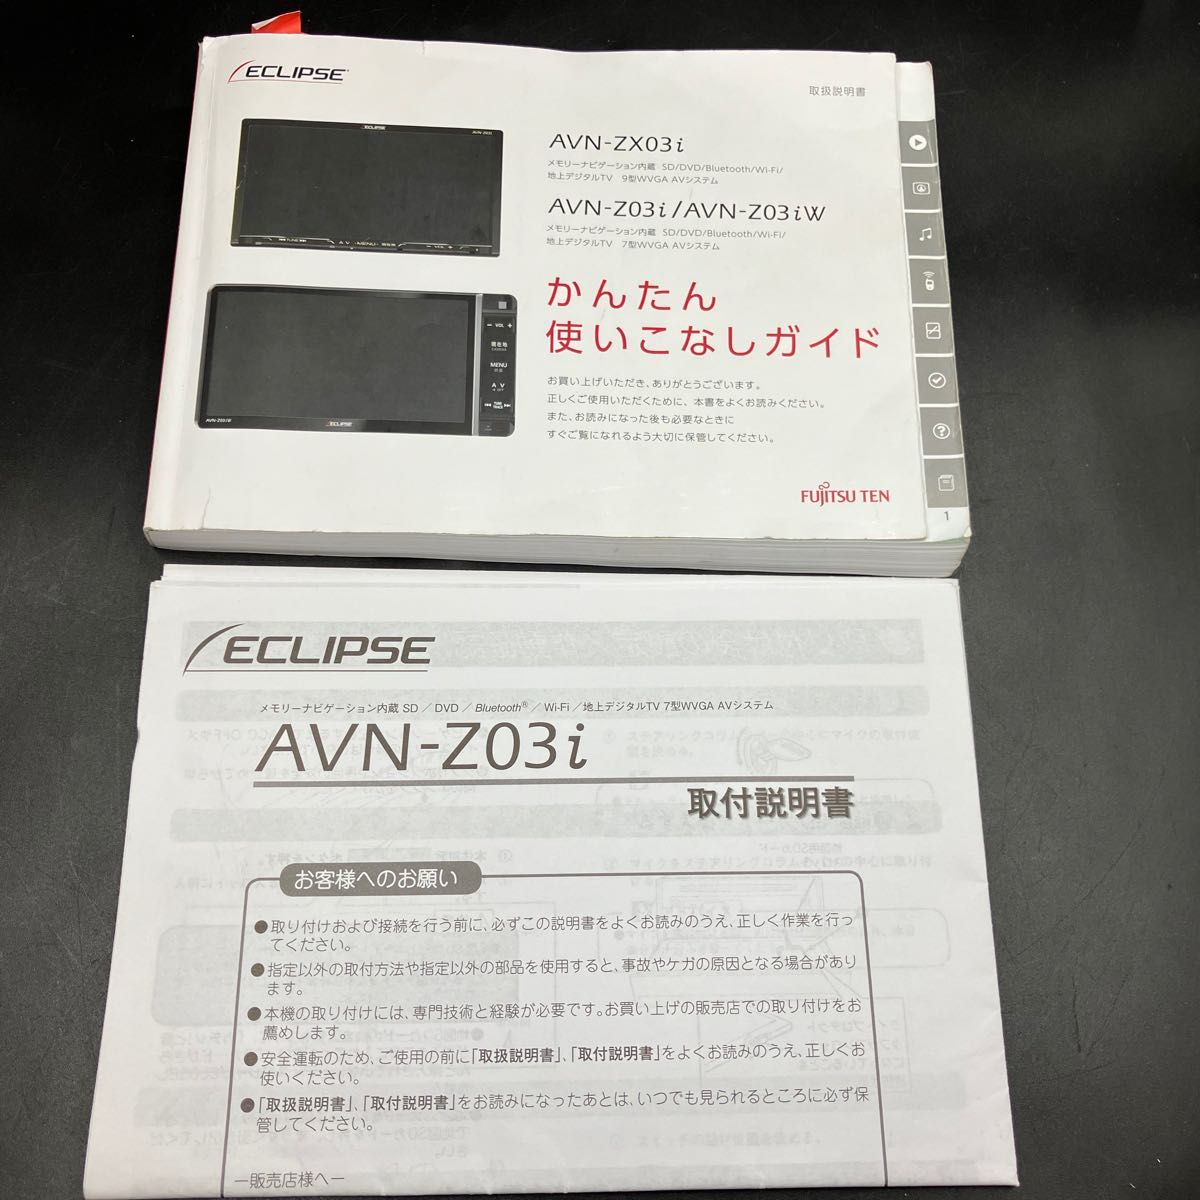 ECLIPSE
取扱説明書
ECLIPSE
AVN-Z03i
TUNE
AV
MENU
現在地
VOL
AVN-ZX03i
メモリーナビゲーション内蔵 SD/DVD/Bluetooth/Wi-Fi/
地上デジタルTV 9型WVGA AVシステム
AVN-Z03i/AVN-Z03iW
メモリーナビゲーション内蔵 SD/DVD/Bluetooth/Wi-Fi/
地上デジタルTV 7型WVGA AVシステム
かんたん
使いこなしガイド
− VOL +
現在地
MENU
A V
TUNE
TRACK
AVN-Z03iW
ECLIPSE
お買い上げいただき、ありがとうございます。
正しくご使用いただくために、本書をよくお読みください。
また、お読みになった後も必要なときに
すぐご覧になれるよう大切に保管してください。
FUJITSU TEN
1
ECLIPSE
メモリーナビゲーション内蔵 SD／DVD／Bluetooth®／Wi-Fi／地上デジタルTV 7型WVGA AVシステム
AVN-Z03i
取付説明書
お客様へのお願い
●取り付けおよび接続を行う前に、必ずこの説明書をよくお読みのうえ、正しく作業を行っ
てください。
●指定以外の取付方法や指定以外の部品を使用すると、事故やケガの原因となる場合があり
ます。
●本機の取り付けには、専門技術と経験が必要です。お買い上げの販売店での取り付けをお
薦めします。
●安全運転のため、ご使用の前に「取扱説明書」、「取付説明書」をよくお読みのうえ、正しくお
使いください。
●「取扱説明書」、「取付説明書」をお読みになったあとは、いつでも見られるところに必ず保
管してください。
―販売店様へ―